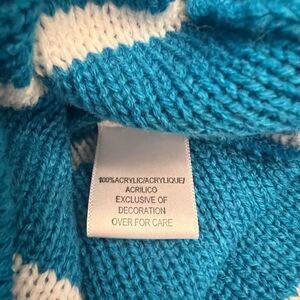 100%ACRYLIC/ACRYLIQUE/
ACRILICO
EXCLUSIVE OF
DECORATION
OVER FOR CARE